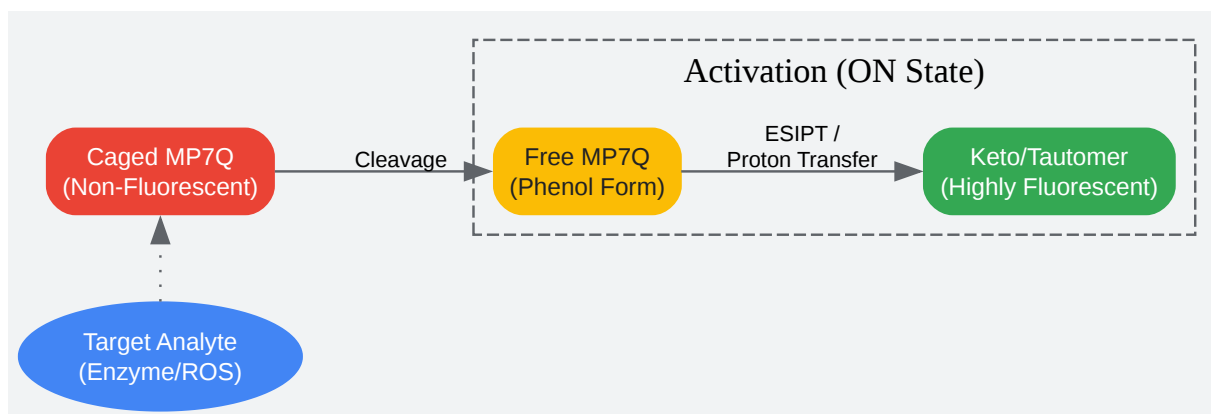 Activation (ON State)
Caged MP7Q
(Non-Fluorescent)
Cleavage
Free MP7Q
(Phenol Form)
ESIPT /
Proton Transfer
Keto/Tautomer
(Highly Fluorescent)
Target Analyte
(Enzyme/ROS)